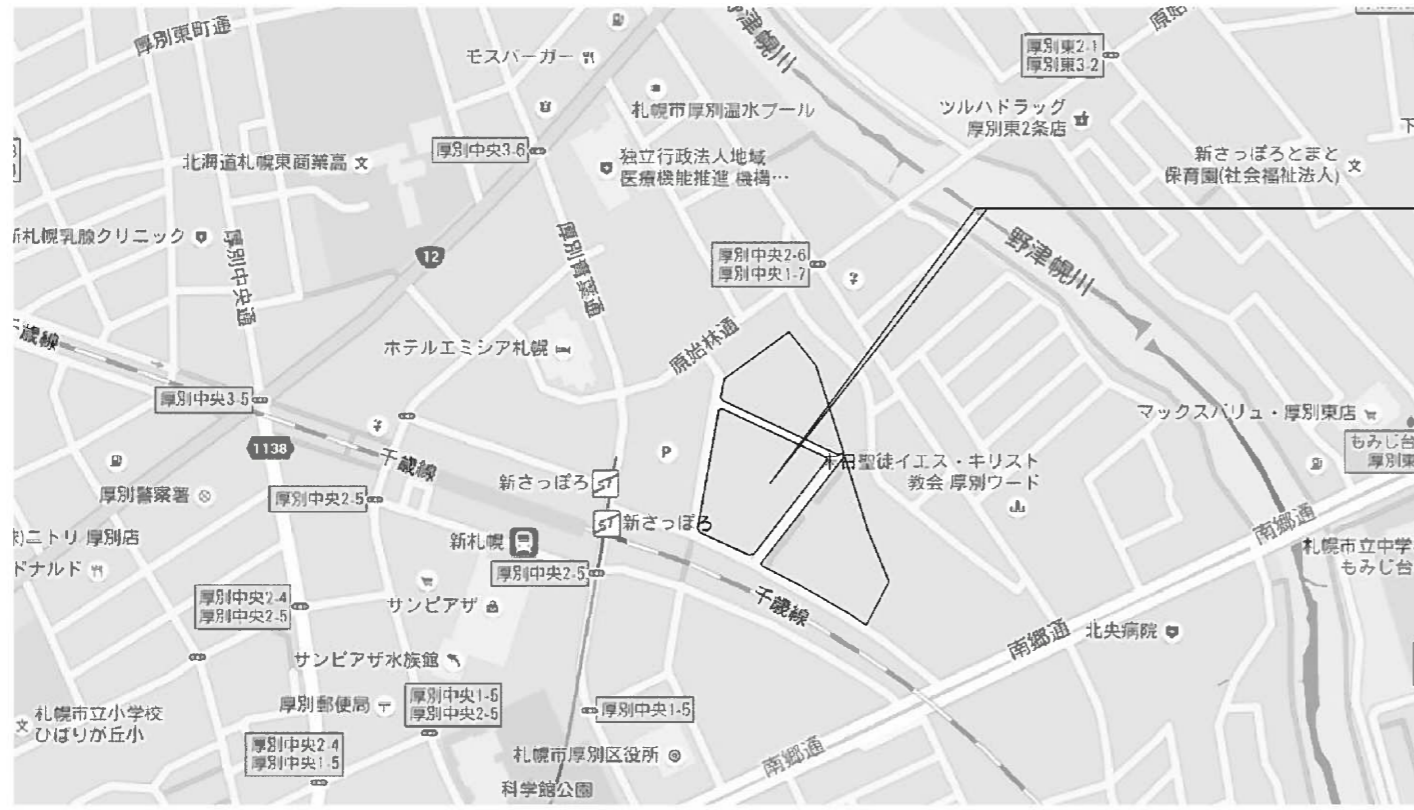 厚別東町通
モスバーガー
野津幌川
札幌市厚別温水プール
厚別東2-1
厚別東3-2
ツルハドラッグ
厚別東2条店
北海道札幌東商業高
厚別中央3-6
独立行政法人地域
医療機能推進 機構…
新さっぽろとまと
保育園(社会福祉法人)
新札幌乳腺クリニック
厚別中央通
12
厚別中央2-6
厚別中央1-7
野津幌川
千歳線
ホテルエミシア札幌
原始林通
厚別中央3-5
マックスバリュ・厚別東店
1138
千歳線
P
末日聖徒イエス・キリスト
教会 厚別ウード
もみじ台
厚別東
厚別警察署
厚別中央2-5
新さっぽろ
ST
ST
新さっぽろ
南郷通
ニトリ 厚別店
新札幌
札幌市立中学
もみじ台
ドナルド
厚別中央2-5
厚別中央2-4
厚別中央2-5
サンピアザ
千歳線
南郷通
北央病院
サンピアザ水族館
厚別郵便局
厚別中央1-5
厚別中央2-5
厚別中央1-5
文
札幌市立小学校
ひばりが丘小
厚別中央2-4
厚別中央1-5
札幌市厚別区役所
南郷通
科学館公園